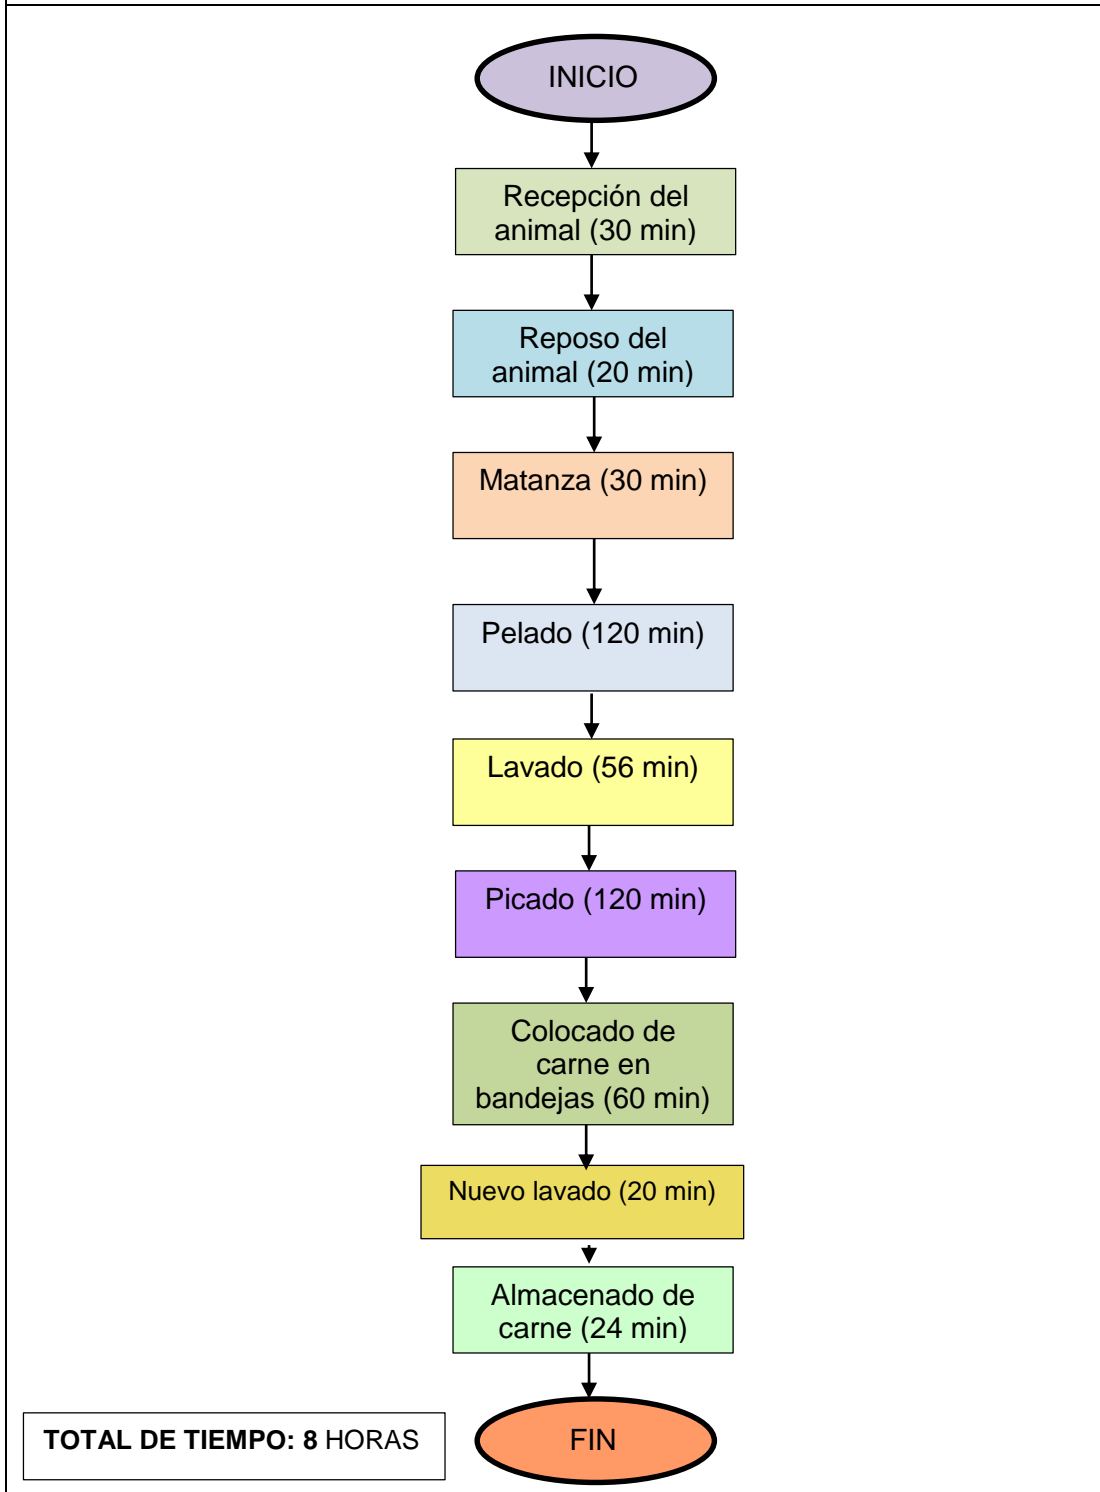 INICIO
Recepción del
animal (30 min)
Reposo del
animal (20 min)
Matanza (30 min)
Pelado (120 min)
Lavado (56 min)
Picado (120 min)
Colocado de
carne en
bandejas (60 min)
Nuevo lavado (20 min)
Almacenado de
carne (24 min)
TOTAL DE TIEMPO: 8 HORAS
FIN